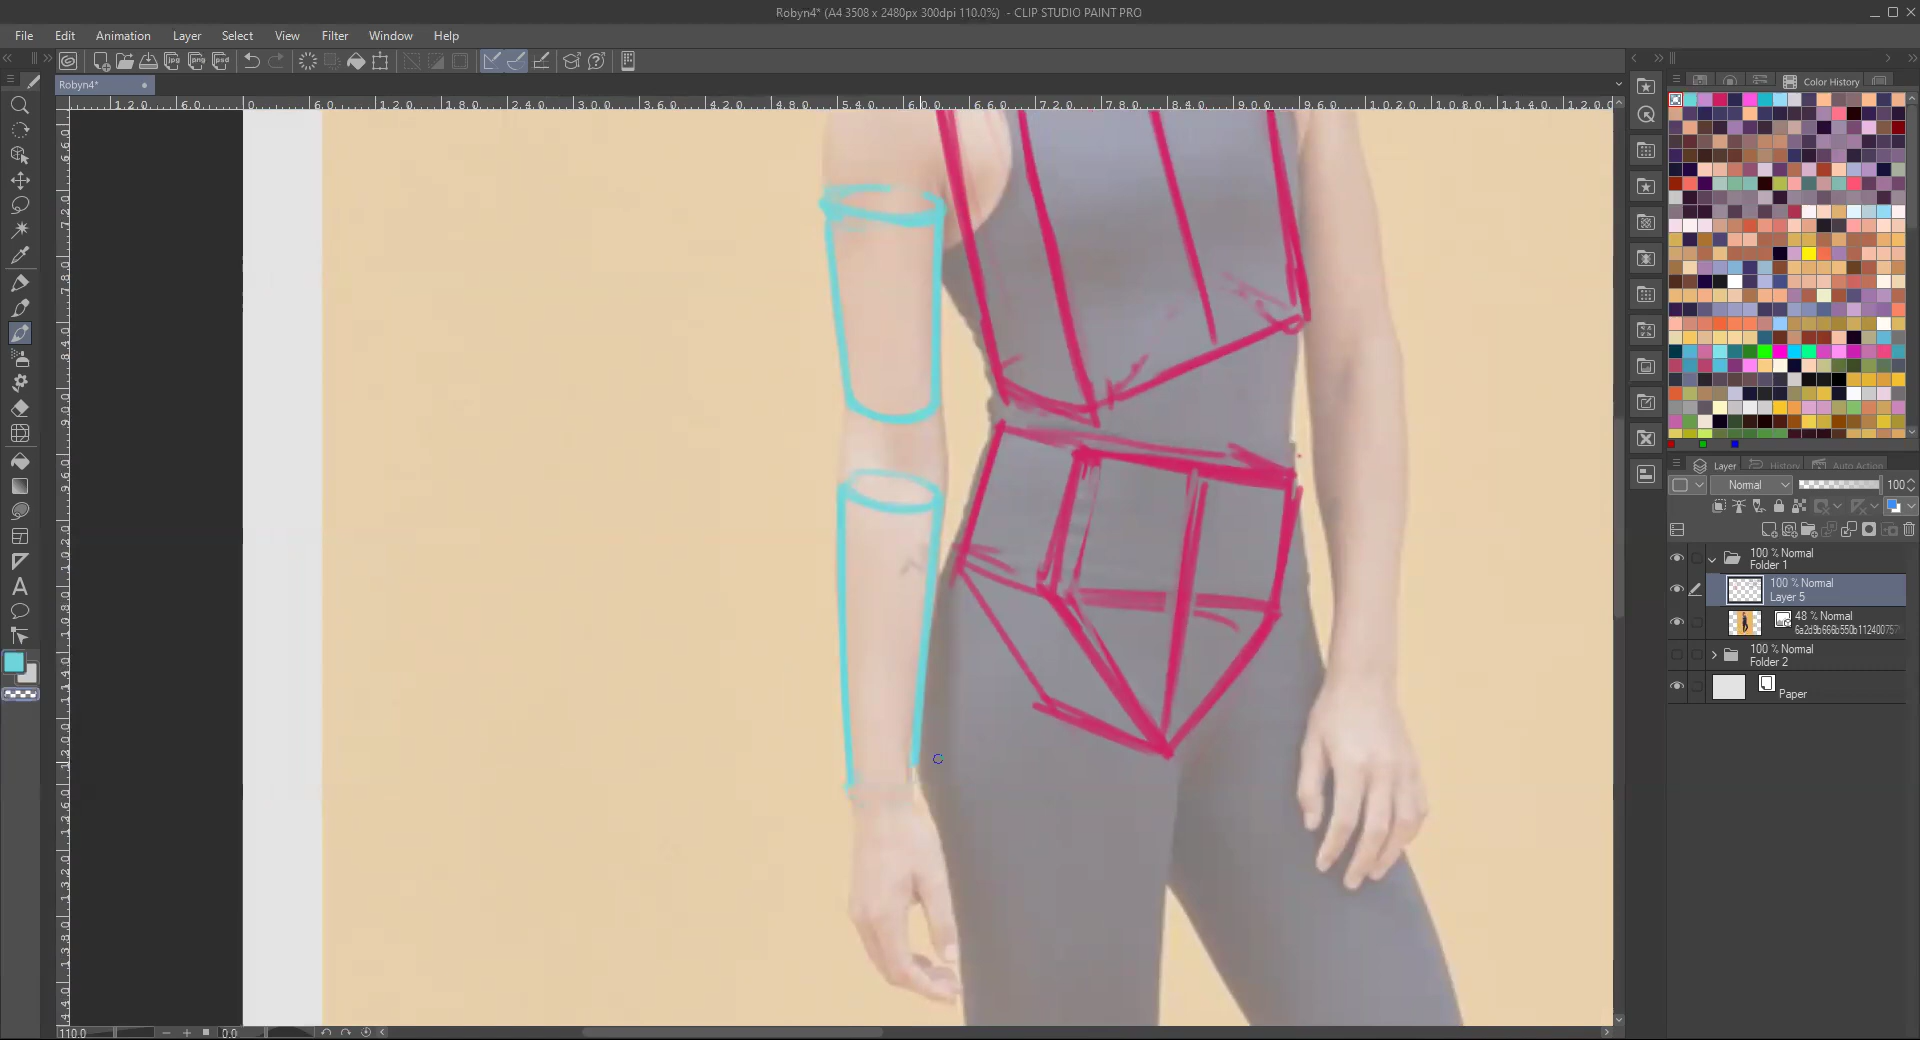 Robyn4* (A4 3508 x 2480px 300dpi 110.0%) - CLIP STUDIO PAINT PRO
File Edit Animation Layer Select View Filter Window Help
Robyn4*
Color History
Layer History Auto Action
Normal 100
100 % Normal
Folder 1
100 % Normal
Layer 5
48 % Normal
100 % Normal
Folder 2
Paper
110.0 0.0